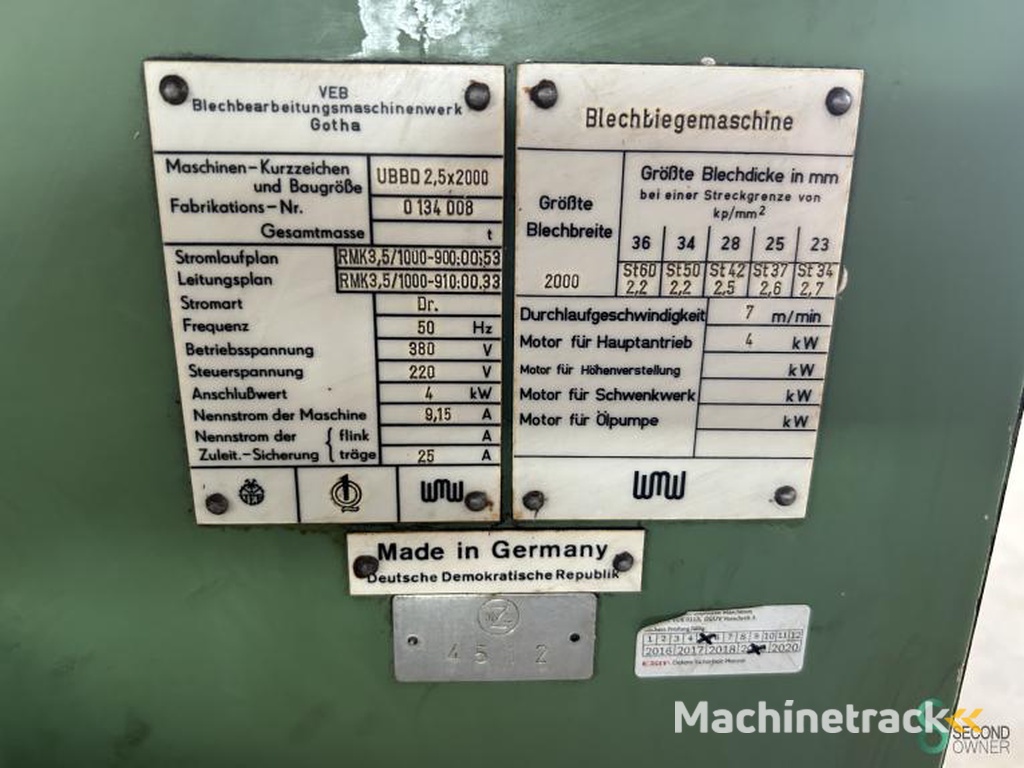 VEB
Blechbearbeitungsmaschinenwerk
Gotha
Maschinen-Kurzzeichen
und Baugröße UBBD 2,5x2000
Fabrikations-Nr. 0 134 008
Gesamtmasse t
Stromlaufplan RMK3,5/1000-900:00;53
Leitungsplan RMK3,5/1000-910:00.33
Stromart Dr.
Frequenz 50 Hz
Betriebsspannung 380 V
Steuerspannung 220 V
Anschlußwert 4 kW
Nennstrom der Maschine 9,15 A
Nennstrom der flink A
Zuleit.-Sicherung träge 25 A
1
Q
WMW
Blechbiegemaschine
Größte
Blechbreite
Größte Blechdicke in mm
bei einer Streckgrenze von
kp/mm²
36 34 28 25 23
St60 St50 St42 St37 St34
2000 2,2 2,2 2,5 2,6 2,7
Durchlaufgeschwindigkeit 7 m/min
Motor für Hauptantrieb 4 kW
Motor für Höhenverstellung kW
Motor für Schwenkwerk kW
Motor für Ölpumpe kW
WMW
Made in Germany
Deutsche Demokratische Republik
45 2
1 2 3 4 6 7 8 9 10 11 12
2016 2017 2018 2020
Machinetrack
SECOND
OWNER